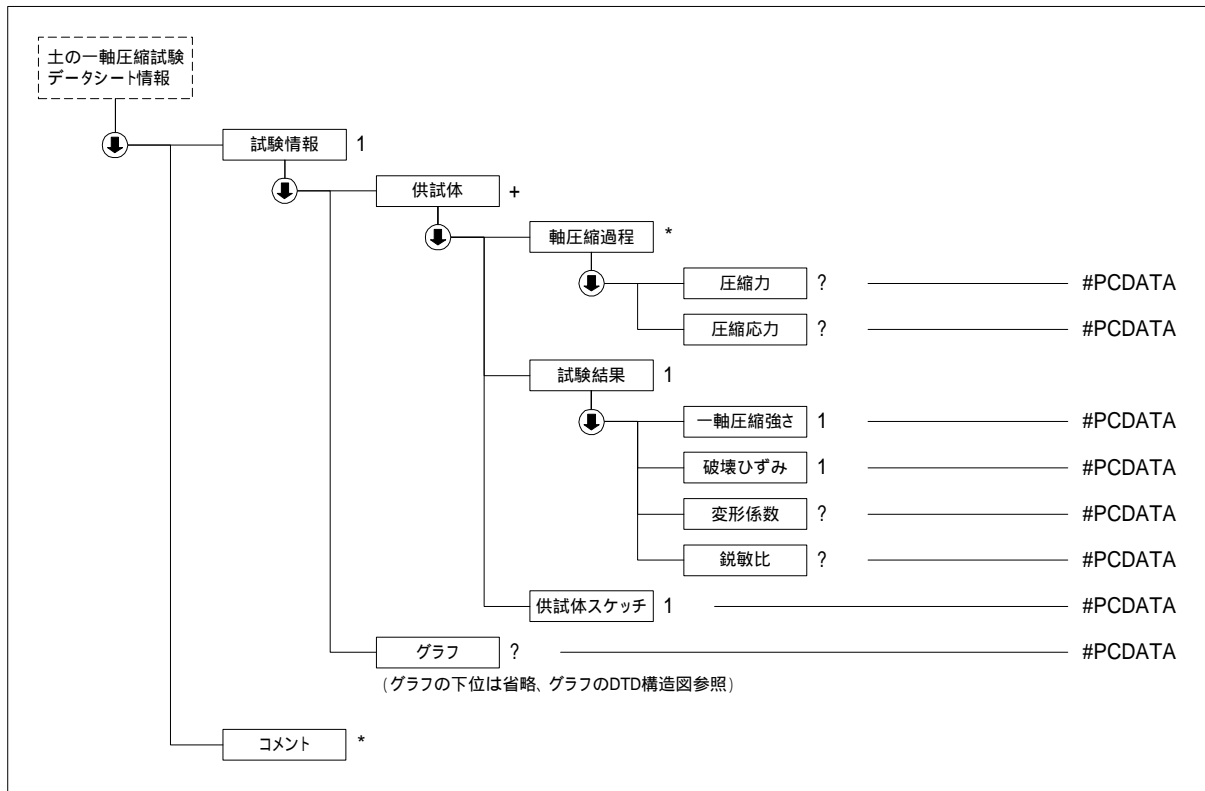 土の一軸圧縮試験
データシート情報
試験情報 1
供試体 +
軸圧縮過程 *
圧縮力 ? #PCDATA
圧縮応力 ? #PCDATA
試験結果 1
一軸圧縮強さ 1 #PCDATA
破壊ひずみ 1 #PCDATA
変形係数 ? #PCDATA
鋭敏比 ? #PCDATA
供試体スケッチ 1 #PCDATA
グラフ ? #PCDATA
(グラフの下位は省略、グラフのDTD構造図参照)
コメント *